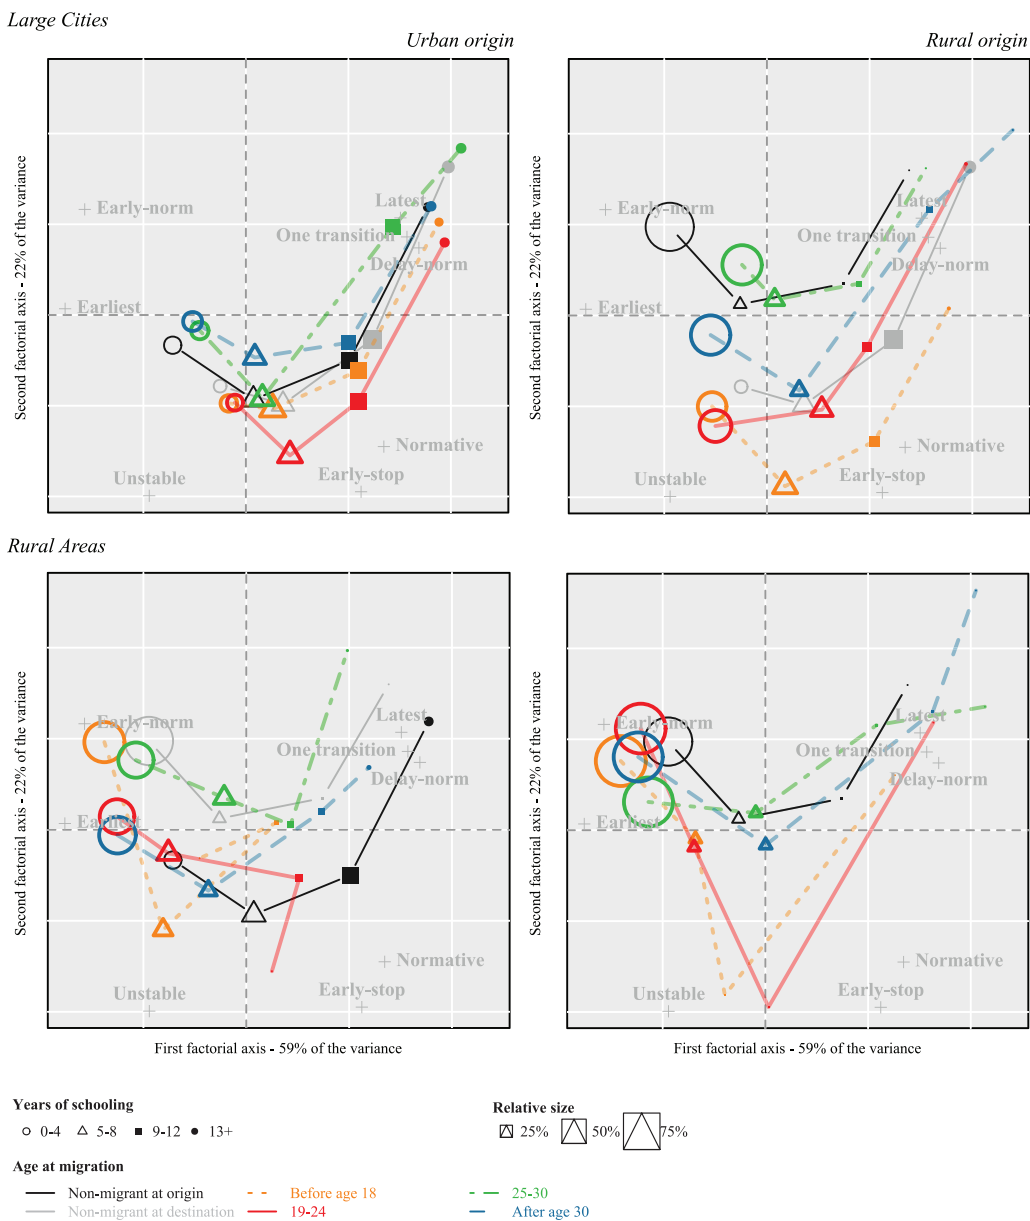 Large Cities
Urban origin
Rural origin
Second factorial axis - 22% of the variance
+ Early-norm
Latest
+
One transition +
+
Delay-norm
+ Earliest
+ Normative
Unstable
+
Early-stop
+
Second factorial axis - 22% of the variance
+ Early-norm
Latest
+
One transition +
+
Delay-norm
+ Earliest
+ Normative
Unstable
+
Early-stop
+
Rural Areas
Second factorial axis - 22% of the variance
+ Early-norm
Latest
+
One transition +
+
Delay-norm
+ Earliest
+ Normative
Unstable
+
Early-stop
+
First factorial axis - 59% of the variance
Second factorial axis - 22% of the variance
+ Early-norm
Latest
+
One transition +
+
Delay-norm
+ Earliest
+ Normative
Unstable
+
Early-stop
+
First factorial axis - 59% of the variance
Years of schooling
0-4 5-8 9-12 13+
Relative size
25% 50% 75%
Age at migration
Non-migrant at origin
Non-migrant at destination
Before age 18
19-24
25-30
After age 30